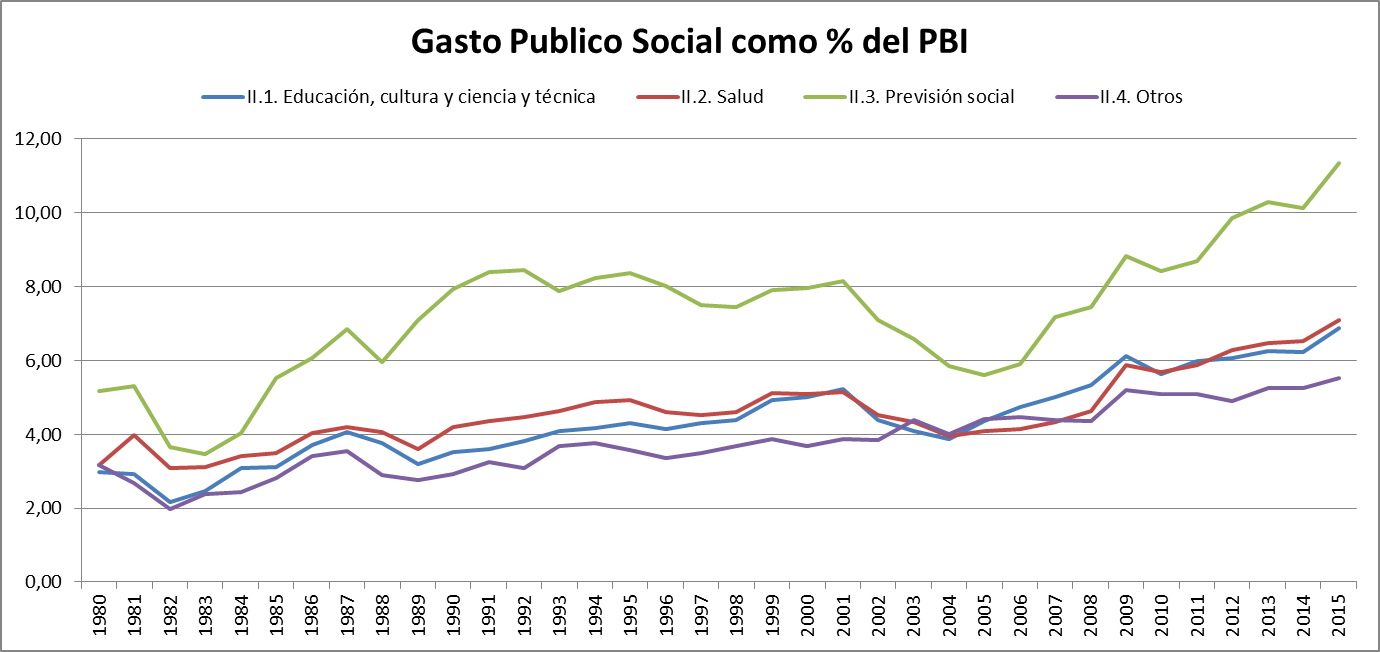 Gasto Publico Social como % del PBI
II.1. Educación, cultura y ciencia y técnica II.2. Salud II.3. Previsión social II.4. Otros
12,00
10,00
8,00
6,00
4,00
2,00
0,00
1980 1981 1982 1983 1984 1985 1986 1987 1988 1989 1990 1991 1992 1993 1994 1995 1996 1997 1998 1999 2000 2001 2002 2003 2004 2005 2006 2007 2008 2009 2010 2011 2012 2013 2014 2015